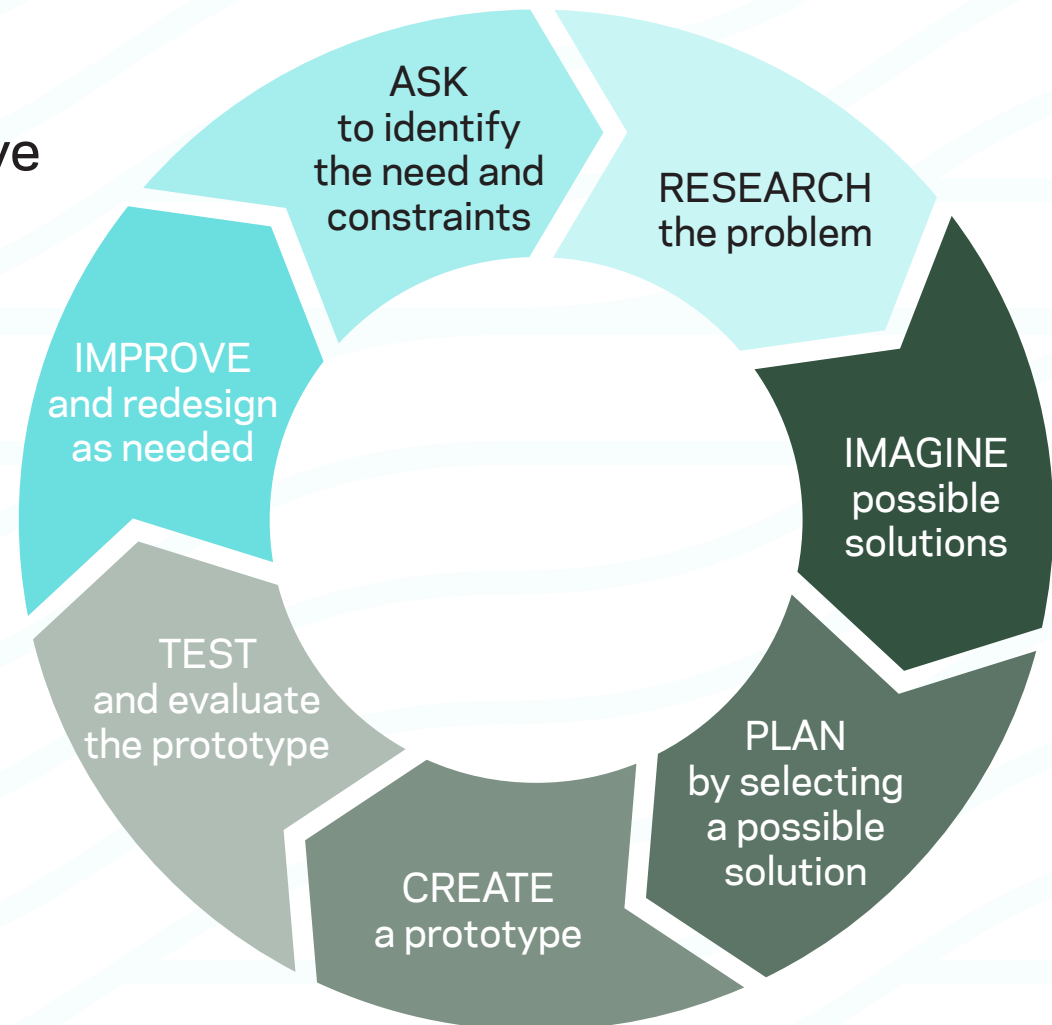 ve
ASK
to identify
the need and
constraints
RESEARCH
the problem
IMAGINE
possible
solutions
PLAN
by selecting
a possible
solution
CREATE
a prototype
TEST
and evaluate
the prototype
IMPROVE
and redesign
as needed